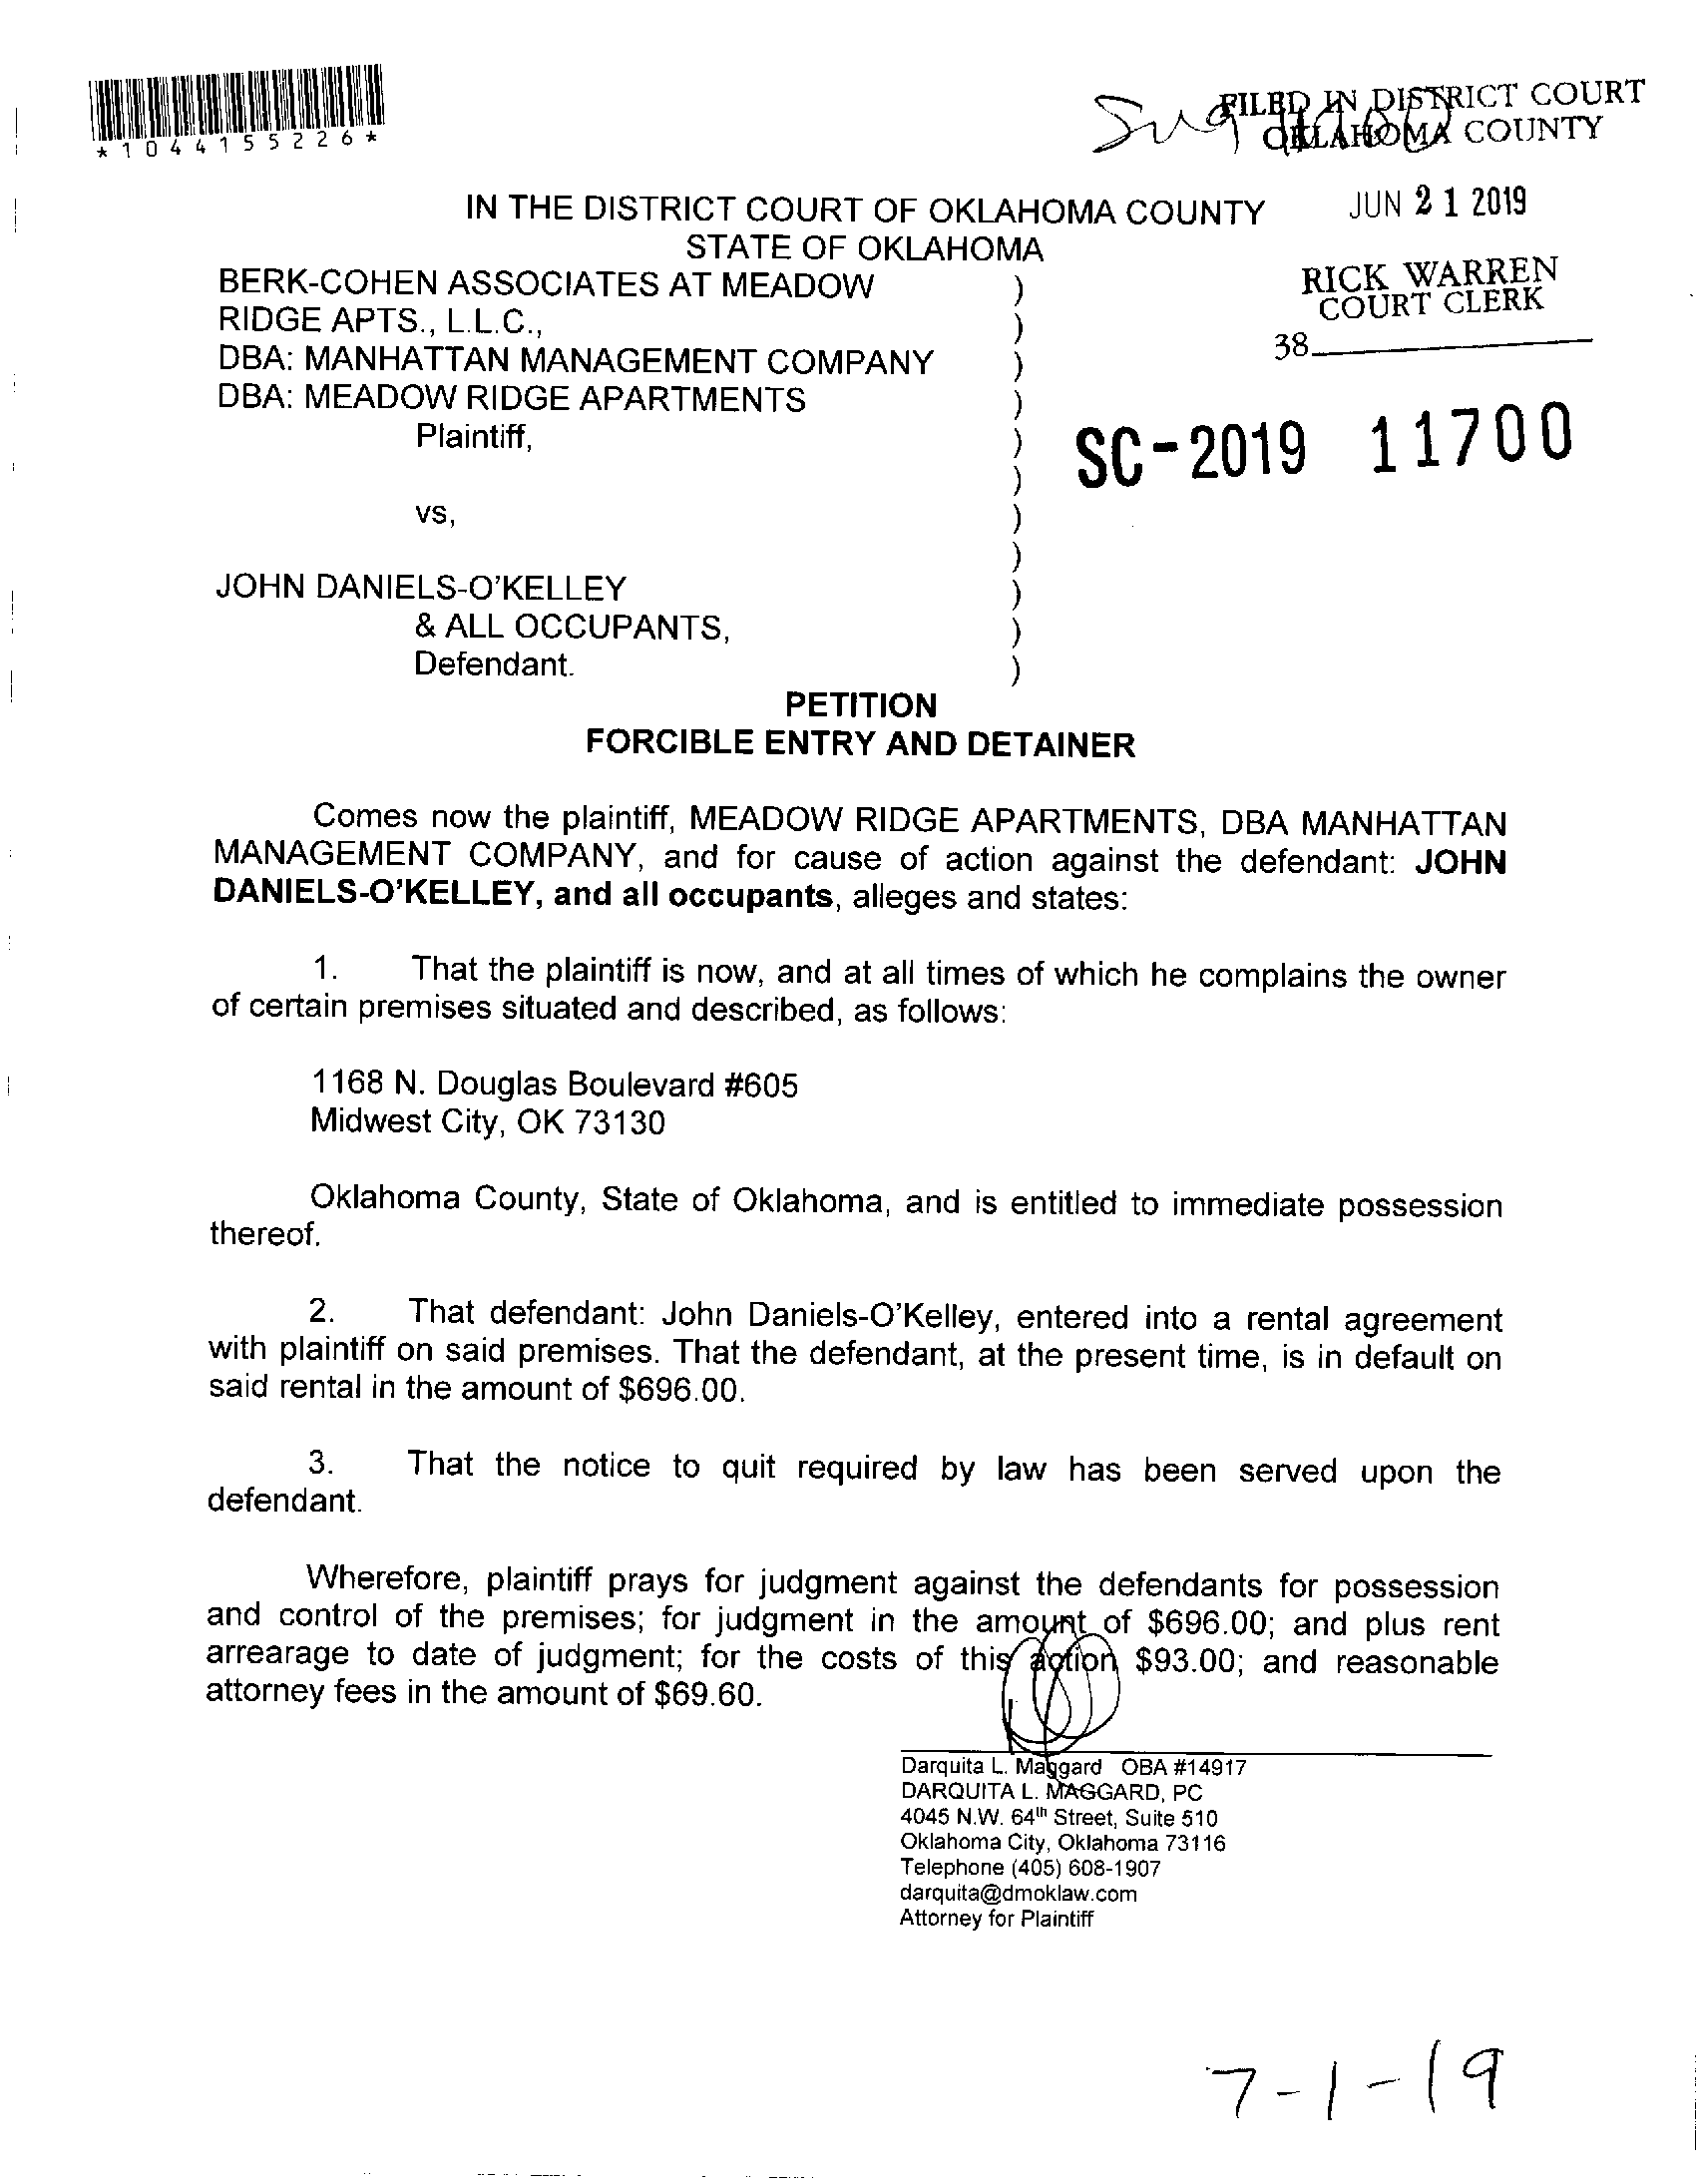 *1044155226*
FILED IN DISTRICT COURT
OKLAHOMA COUNTY
JUN 21 2019
RICK WARREN
COURT CLERK
38
SC-2019 11700
IN THE DISTRICT COURT OF OKLAHOMA COUNTY
STATE OF OKLAHOMA
BERK-COHEN ASSOCIATES AT MEADOW )
RIDGE APTS., L.L.C., )
DBA: MANHATTAN MANAGEMENT COMPANY )
DBA: MEADOW RIDGE APARTMENTS )
Plaintiff, )
)
vs, )
)
JOHN DANIELS-O'KELLEY )
& ALL OCCUPANTS, )
Defendant. )
PETITION
FORCIBLE ENTRY AND DETAINER
Comes now the plaintiff, MEADOW RIDGE APARTMENTS, DBA MANHATTAN
MANAGEMENT COMPANY, and for cause of action against the defendant: JOHN
DANIELS-O'KELLEY, and all occupants, alleges and states:
1. That the plaintiff is now, and at all times of which he complains the owner
of certain premises situated and described, as follows:
1168 N. Douglas Boulevard #605
Midwest City, OK 73130
Oklahoma County, State of Oklahoma, and is entitled to immediate possession
thereof.
2. That defendant: John Daniels-O'Kelley, entered into a rental agreement
with plaintiff on said premises. That the defendant, at the present time, is in default on
said rental in the amount of $696.00.
3. That the notice to quit required by law has been served upon the
defendant.
Wherefore, plaintiff prays for judgment against the defendants for possession
and control of the premises; for judgment in the amount of $696.00; and plus rent
arrearage to date of judgment; for the costs of this action $93.00; and reasonable
attorney fees in the amount of $69.60.
Darquita L. Maggard OBA #14917
DARQUITA L. MAGGARD, PC
4045 N.W. 64th Street, Suite 510
Oklahoma City, Oklahoma 73116
Telephone (405) 608-1907
darquita@dmoklaw.com
Attorney for Plaintiff
7-1-19